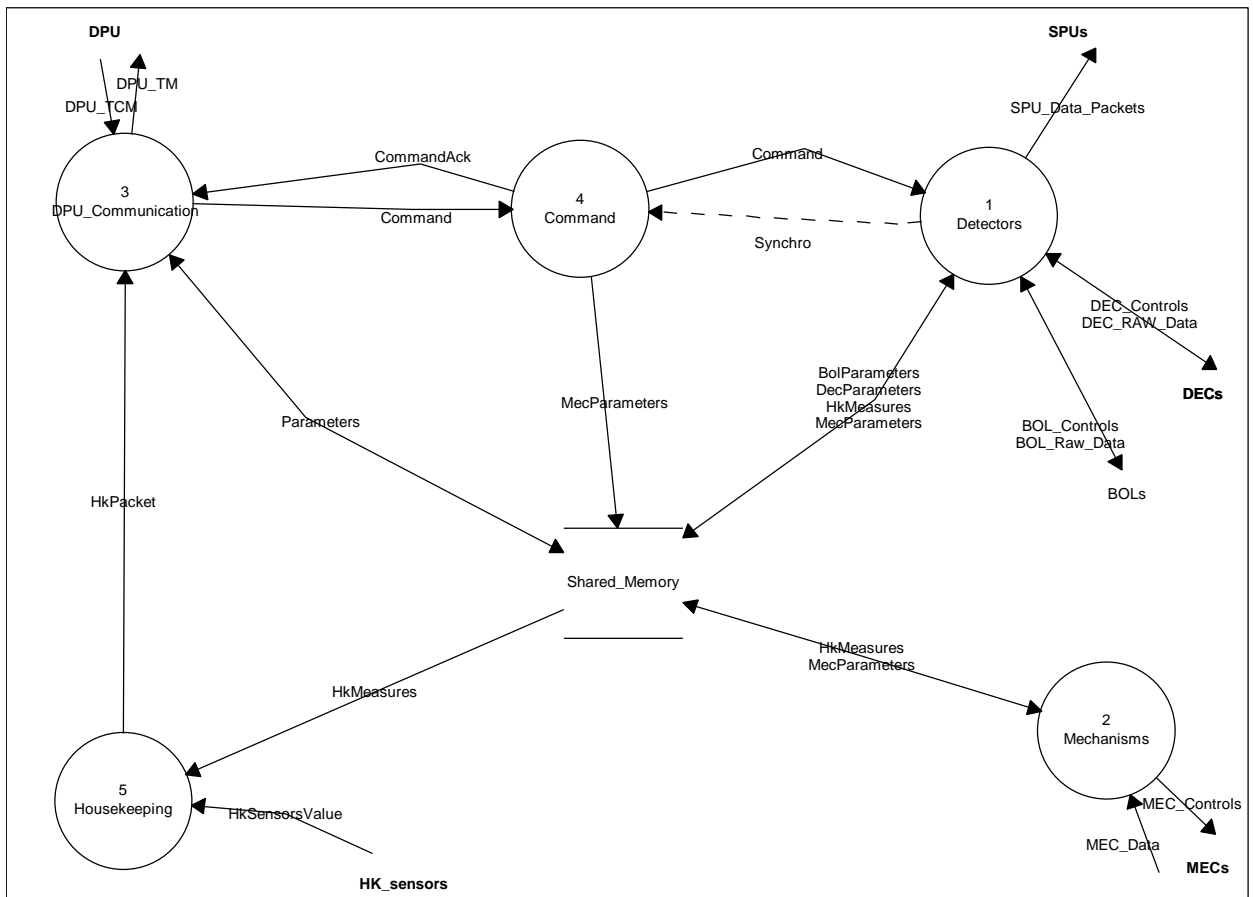 DPU
SPUs
DPU_TM
DPU_TCM
SPU_Data_Packets
CommandAck
Command
3
DPU_Communication
4
Command
1
Detectors
Command
Synchro
DEC_Controls
DEC_RAW_Data
DECs
BolParameters
DecParameters
HkMeasures
MecParameters
MecParameters
Parameters
BOL_Controls
BOL_Raw_Data
BOLs
HkPacket
Shared_Memory
HkMeasures
MecParameters
HkMeasures
2
Mechanisms
5
Housekeeping
HkSensorsValue
MEC_Controls
MEC_Data
MECs
HK_sensors